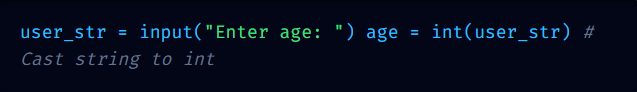 user_str = input("Enter age: ") age = int(user_str) #
Cast string to int